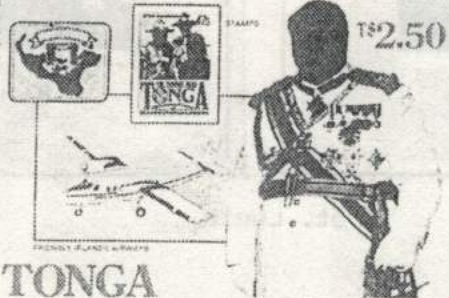 STAMPS
T$2.50
TONGA
FRIENDLY ISLANDS AIRWAYS
TONGA